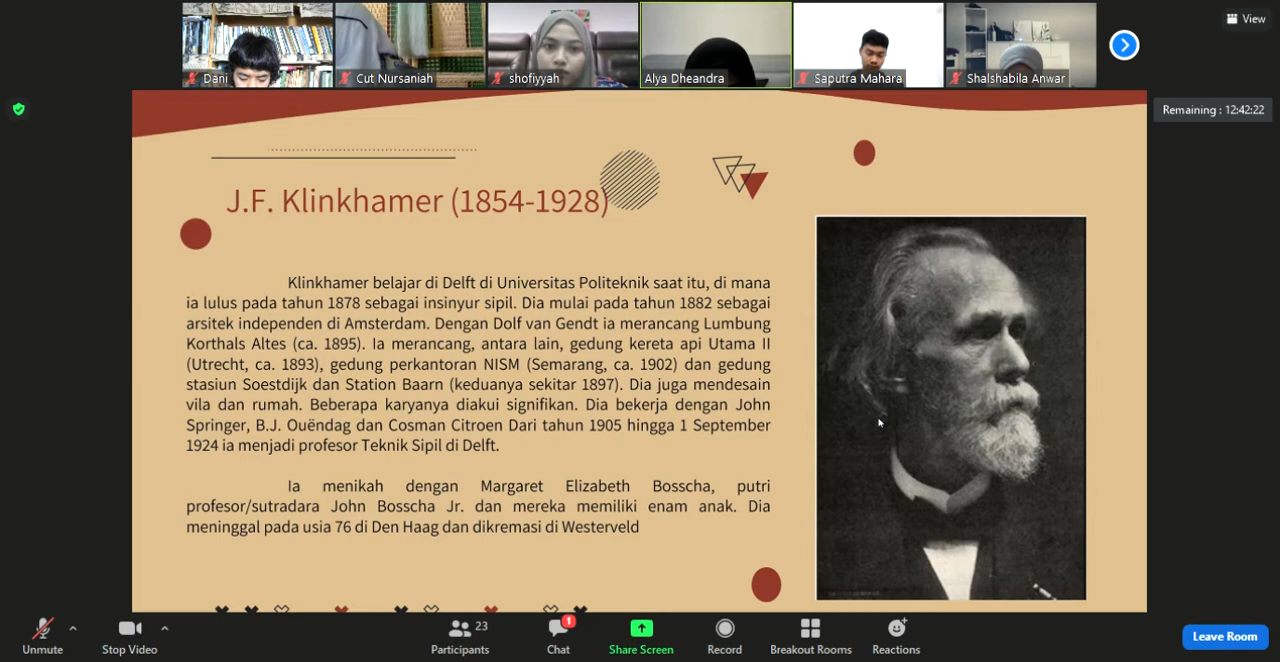 View
Dani
Cut Nursaniah
shofiyyah
Alya Dheandra
Saputra Mahara
Shalshabila Anwar
Remaining : 12:42:22
J.F. Klinkhamer (1854-1928)
Klinkhamer belajar di Delft di Universitas Politeknik saat itu, di mana
ia lulus pada tahun 1878 sebagai insinyur sipil. Dia mulai pada tahun 1882 sebagai
arsitek independen di Amsterdam. Dengan Dolf van Gendt ia merancang Lumbung
Korthals Altes (ca. 1895). Ia merancang, antara lain, gedung kereta api Utama II
(Utrecht, ca. 1893), gedung perkantoran NISM (Semarang, ca. 1902) dan gedung
stasiun Soestdijk dan Station Baarn (keduanya sekitar 1897). Dia juga mendesain
vila dan rumah. Beberapa karyanya diakui signifikan. Dia bekerja dengan John
Springer, B.J. Ouëndag dan Cosman Citroen Dari tahun 1905 hingga 1 September
1924 ia menjadi profesor Teknik Sipil di Delft.
Ia menikah dengan Margaret Elizabeth Bosscha, putri
profesor/sutradara John Bosscha Jr. dan mereka memiliki enam anak. Dia
meninggal pada usia 76 di Den Haag dan dikremasi di Westerveld
Unmute
Stop Video
Participants
23
Chat
1
Share Screen
Record
Breakout Rooms
Reactions
Leave Room